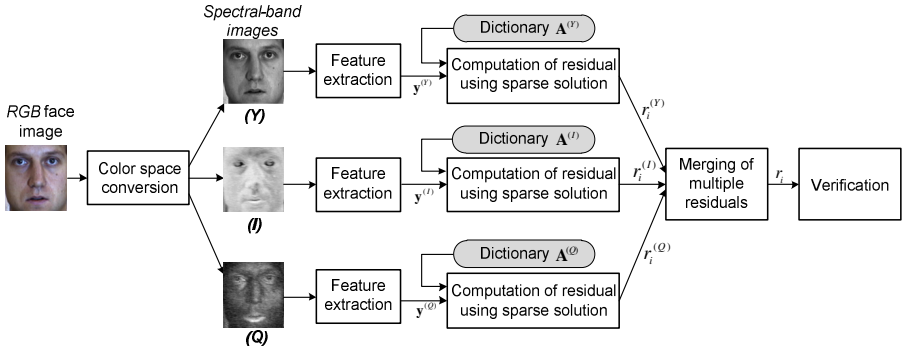 Spectral-band
images
RGB face
image
Color space
conversion
(Y)
Feature
extraction
y(Y)
Dictionary A(Y)
Computation of residual
using sparse solution
ri(Y)
(I)
Feature
extraction
y(I)
Dictionary A(I)
Computation of residual
using sparse solution
ri(I)
(Q)
Feature
extraction
y(Q)
Dictionary A(Q)
Computation of residual
using sparse solution
ri(Q)
Merging of
multiple
residuals
ri
Verification